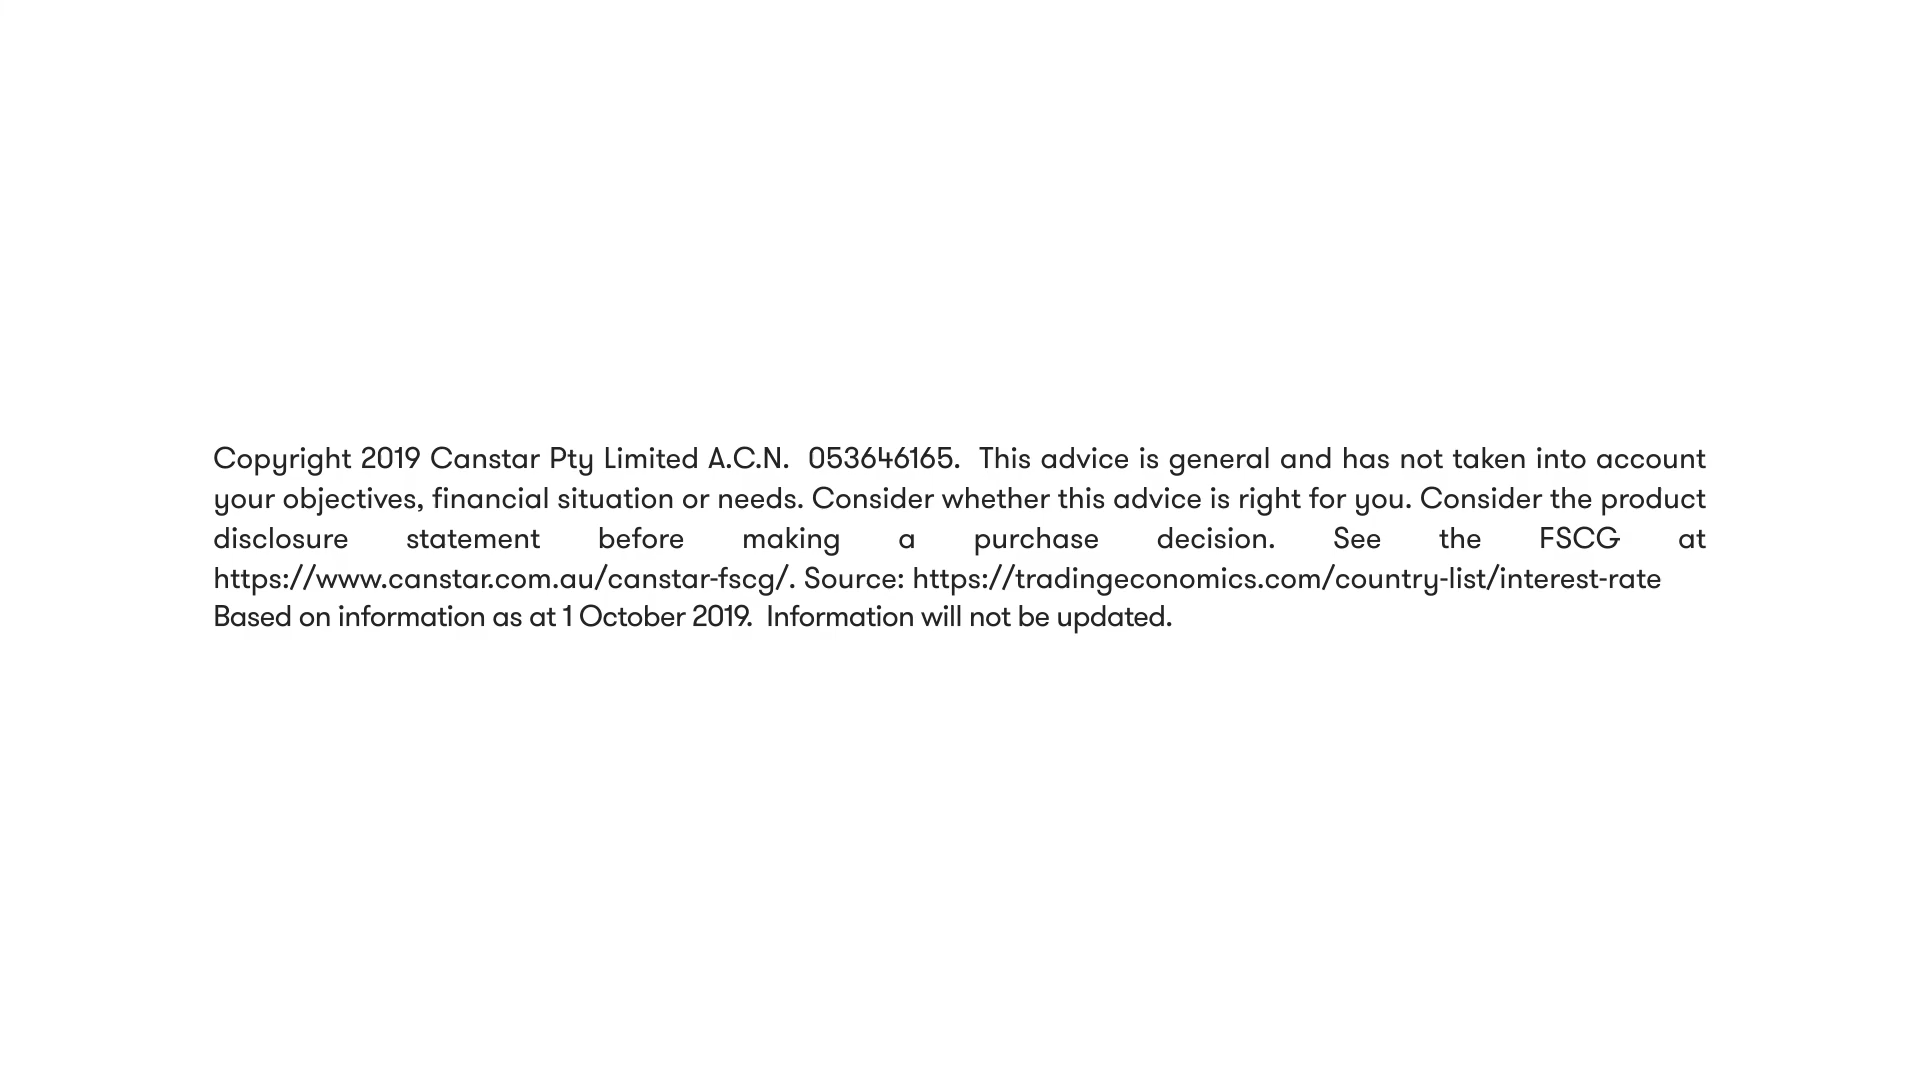 Copyright 2019 Canstar Pty Limited A.C.N.  053646165.  This advice is general and has not taken into account
your objectives, financial situation or needs. Consider whether this advice is right for you. Consider the product
disclosure statement before making a purchase decision. See the FSCG at
https://www.canstar.com.au/canstar-fscg/. Source: https://tradingeconomics.com/country-list/interest-rate
Based on information as at 1 October 2019.  Information will not be updated.